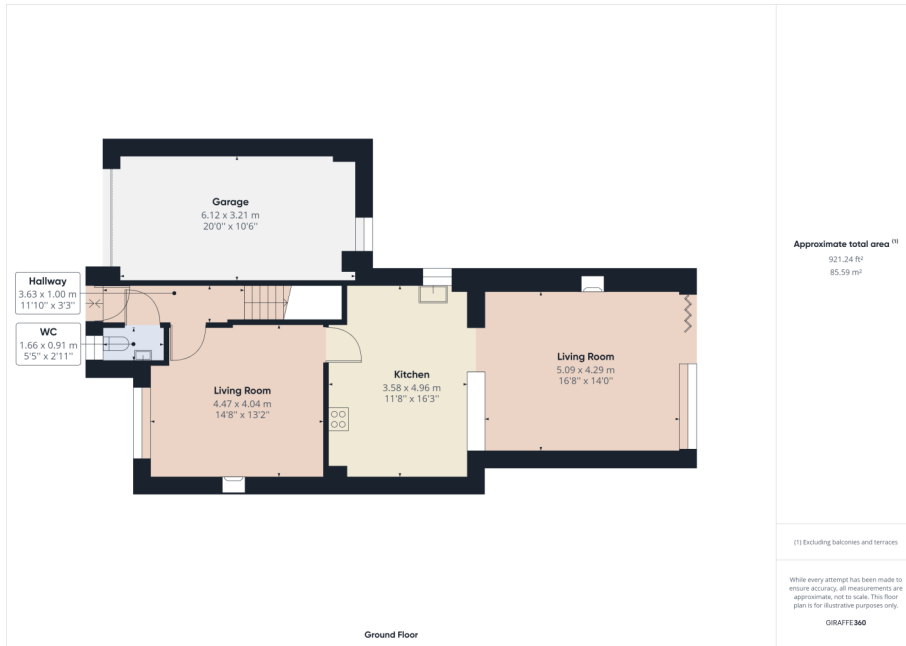 Garage
6.12 x 3.21 m
20'0" x 10'6"
Hallway
3.63 x 1.00 m
11'10" x 3'3"
WC
1.66 x 0.91 m
5'5" x 2'11"
Living Room
4.47 x 4.04 m
14'8" x 13'2"
Kitchen
3.58 x 4.96 m
11'8" x 16'3"
Living Room
5.09 x 4.29 m
16'8" x 14'0"
Ground Floor
Approximate total area (1)
921.24 ft²
85.59 m²
(1) Excluding balconies and terraces
While every attempt has been made to
ensure accuracy, all measurements are
approximate, not to scale. This floor
plan is for illustrative purposes only.
GIRAFFE360